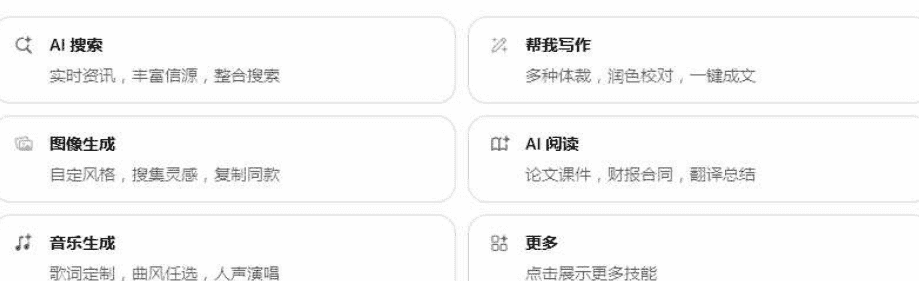 AI 搜索
实时资讯，丰富信源，整合搜索
帮我写作
多种体裁，润色校对，一键成文
图像生成
自定风格，搜集灵感，复制同款
AI 阅读
论文课件，财报合同，翻译总结
音乐生成
歌词定制，曲风任选，人声演唱
更多
点击展示更多技能